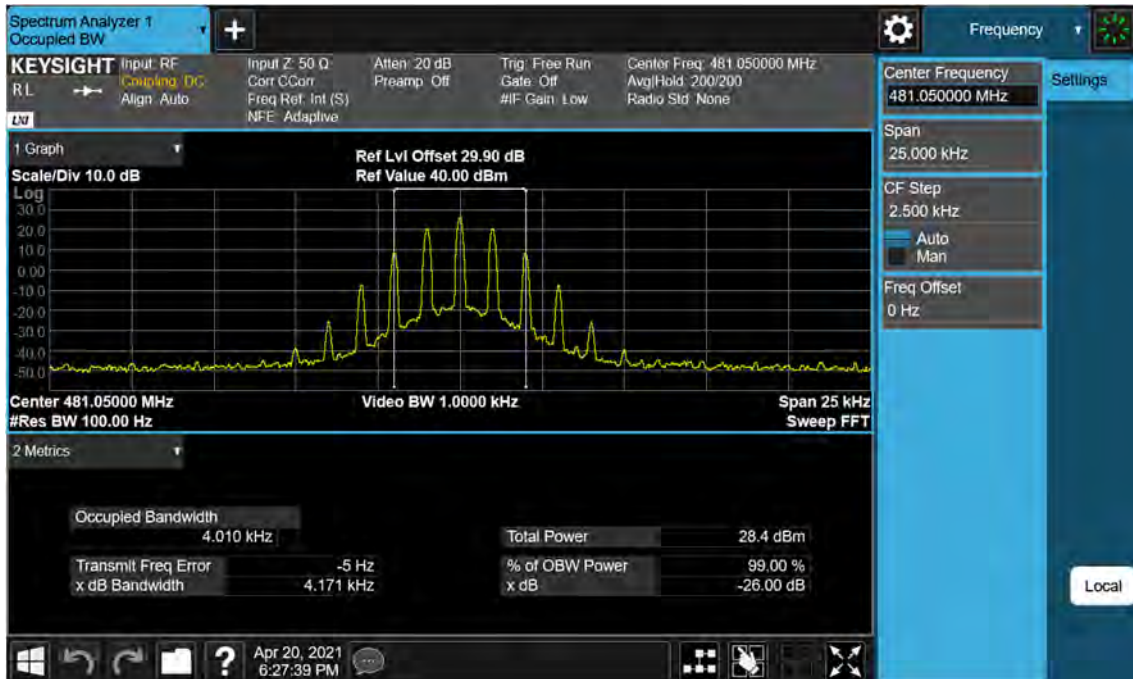 Spectrum Analyzer 1
Occupied BW
+
Frequency
KEYSIGHT
RL
LXI
Input: RF
Coupling: DC
Align: Auto
Input Z: 50 Ω
Corr CCorr
Freq Ref: Int (S)
NFE: Adaptive
Atten: 20 dB
Preamp: Off
Trig: Free Run
Gate: Off
#IF Gain: Low
Center Freq: 481.050000 MHz
Avg|Hold: 200/200
Radio Std: None
1 Graph
Scale/Div 10.0 dB
Ref Lvl Offset 29.90 dB
Ref Value 40.00 dBm
Log
30.0
20.0
10.0
0.00
-10.0
-20.0
-30.0
-40.0
-50.0
Center 481.05000 MHz
#Res BW 100.00 Hz
Video BW 1.0000 kHz
Span 25 kHz
Sweep FFT
2 Metrics
Occupied Bandwidth
4.010 kHz
Transmit Freq Error -5 Hz
x dB Bandwidth 4.171 kHz
Total Power 28.4 dBm
% of OBW Power 99.00 %
x dB -26.00 dB
Center Frequency
481.050000 MHz
Span
25.000 kHz
CF Step
2.500 kHz
Auto
Man
Freq Offset
0 Hz
Settings
Local
?
Apr 20, 2021
6:27:39 PM